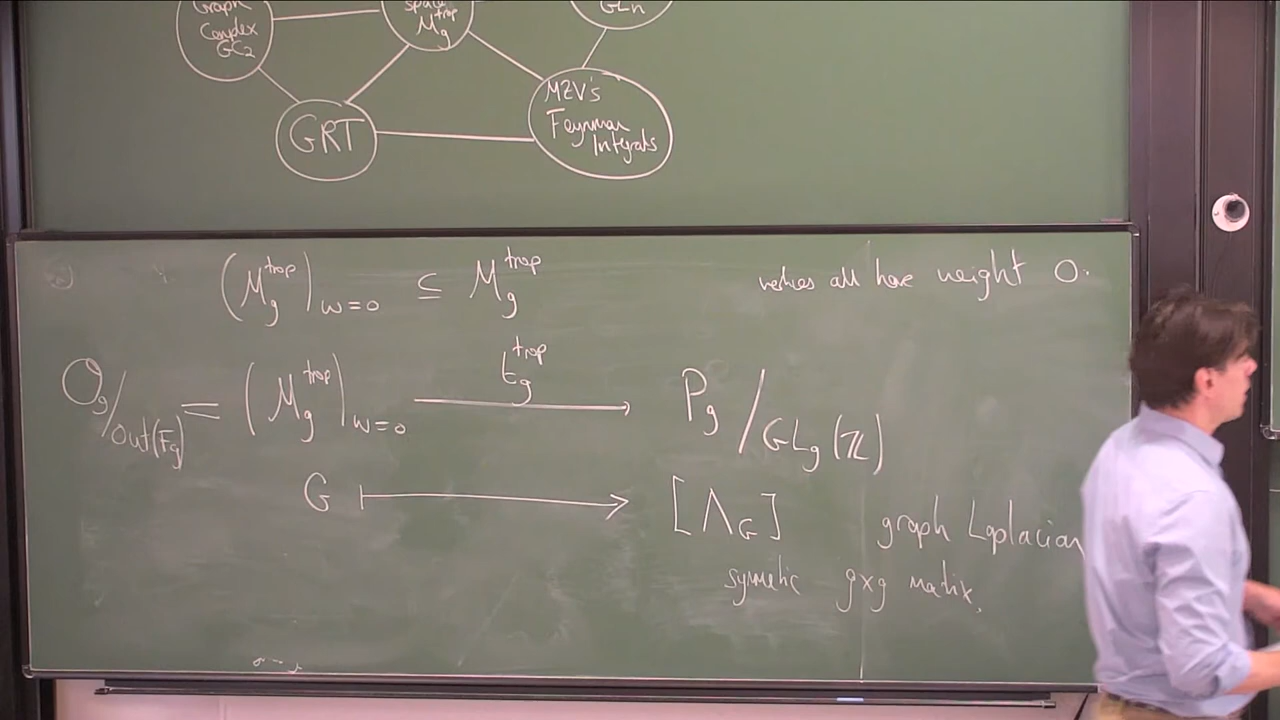 Graph
Complex
GC₂
space
M_g^trop
GLn
GRT
MZV's
Feynman
Integrals
(M_g^trop)_{w=0} ⊆ M_g^trop
vertices all have weight 0.
O_g/Out(F_g) = (M_g^trop)_{w=0} ⟶ P_g/GL_g(ℤ)
t_g^trop
G ⟼ [Λ_G] graph Laplacian
symmetric g×g matrix.